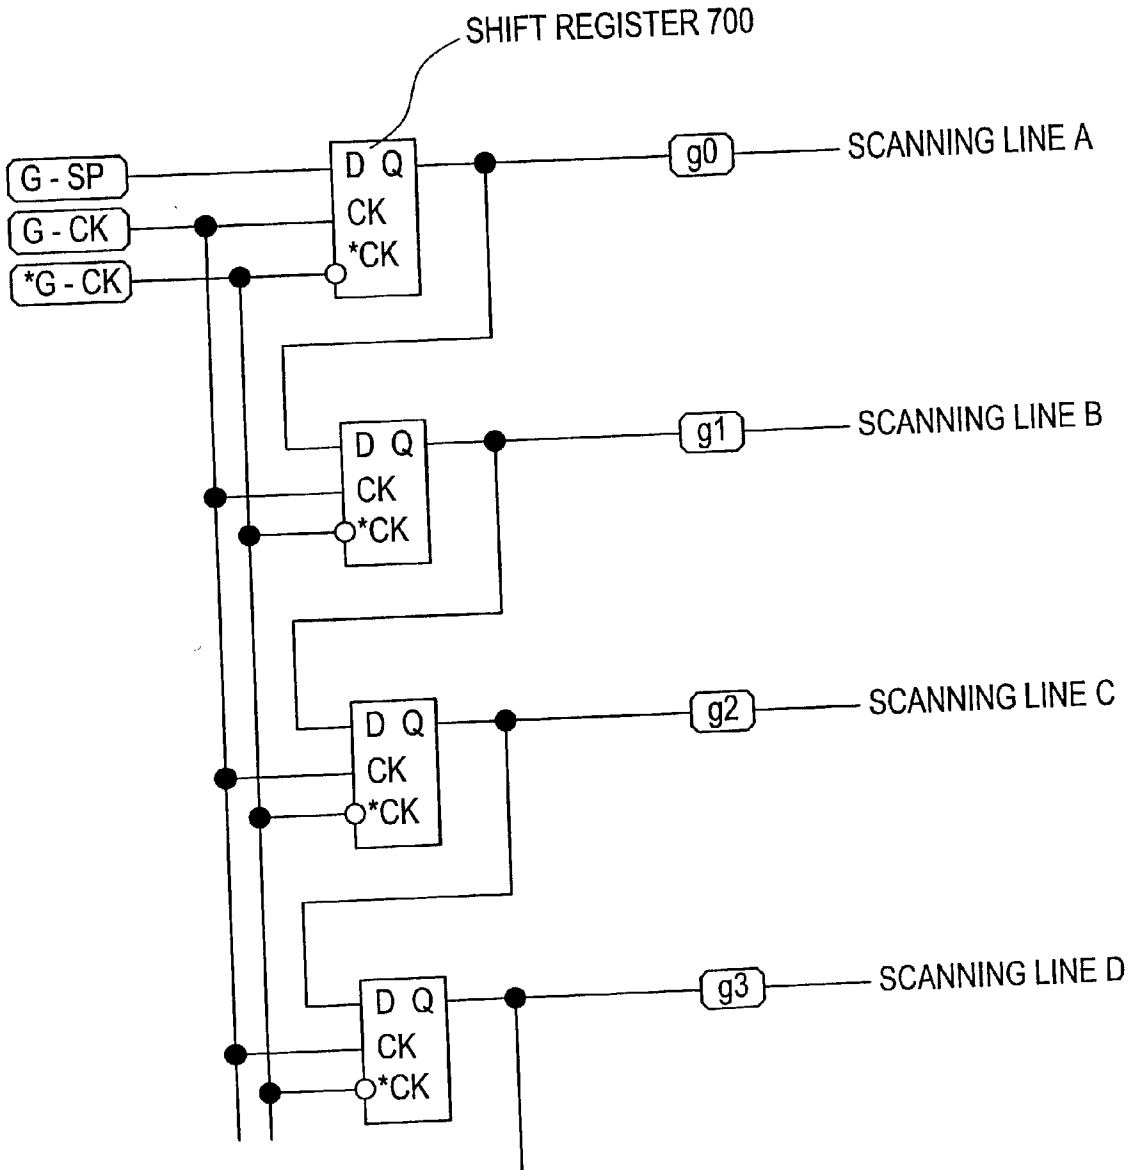 SHIFT REGISTER 700
G - SP
D Q
g0
SCANNING LINE A
G - CK
CK
*G - CK
*CK
D Q
g1
SCANNING LINE B
CK
*CK
D Q
g2
SCANNING LINE C
CK
*CK
D Q
g3
SCANNING LINE D
CK
*CK